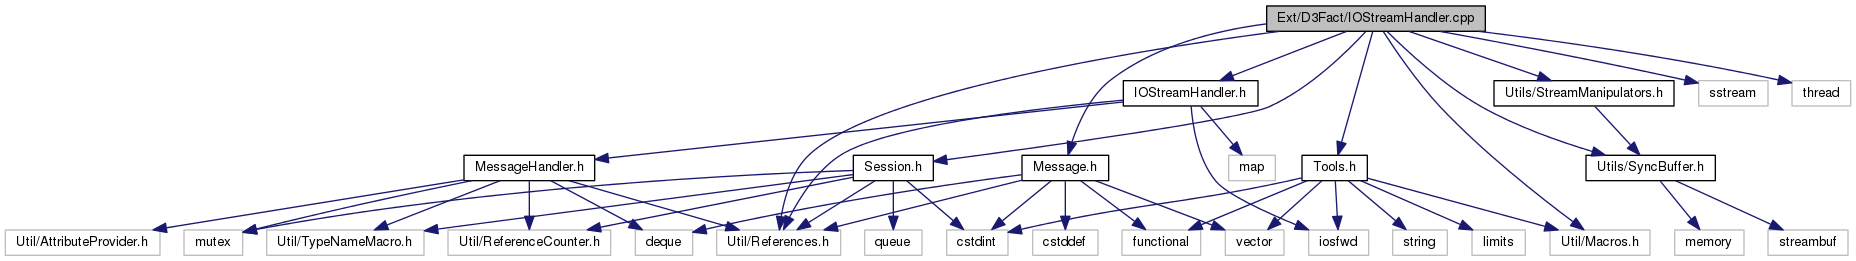 Ext/D3Fact/IOStreamHandler.cpp
IOStreamHandler.h
Utils/StreamManipulators.h
sstream
thread
MessageHandler.h
Session.h
Message.h
map
Tools.h
Utils/SyncBuffer.h
Util/AttributeProvider.h
mutex
Util/TypeNameMacro.h
Util/ReferenceCounter.h
deque
Util/References.h
queue
cstdint
cstddef
functional
vector
iosfwd
string
limits
Util/Macros.h
memory
streambuf